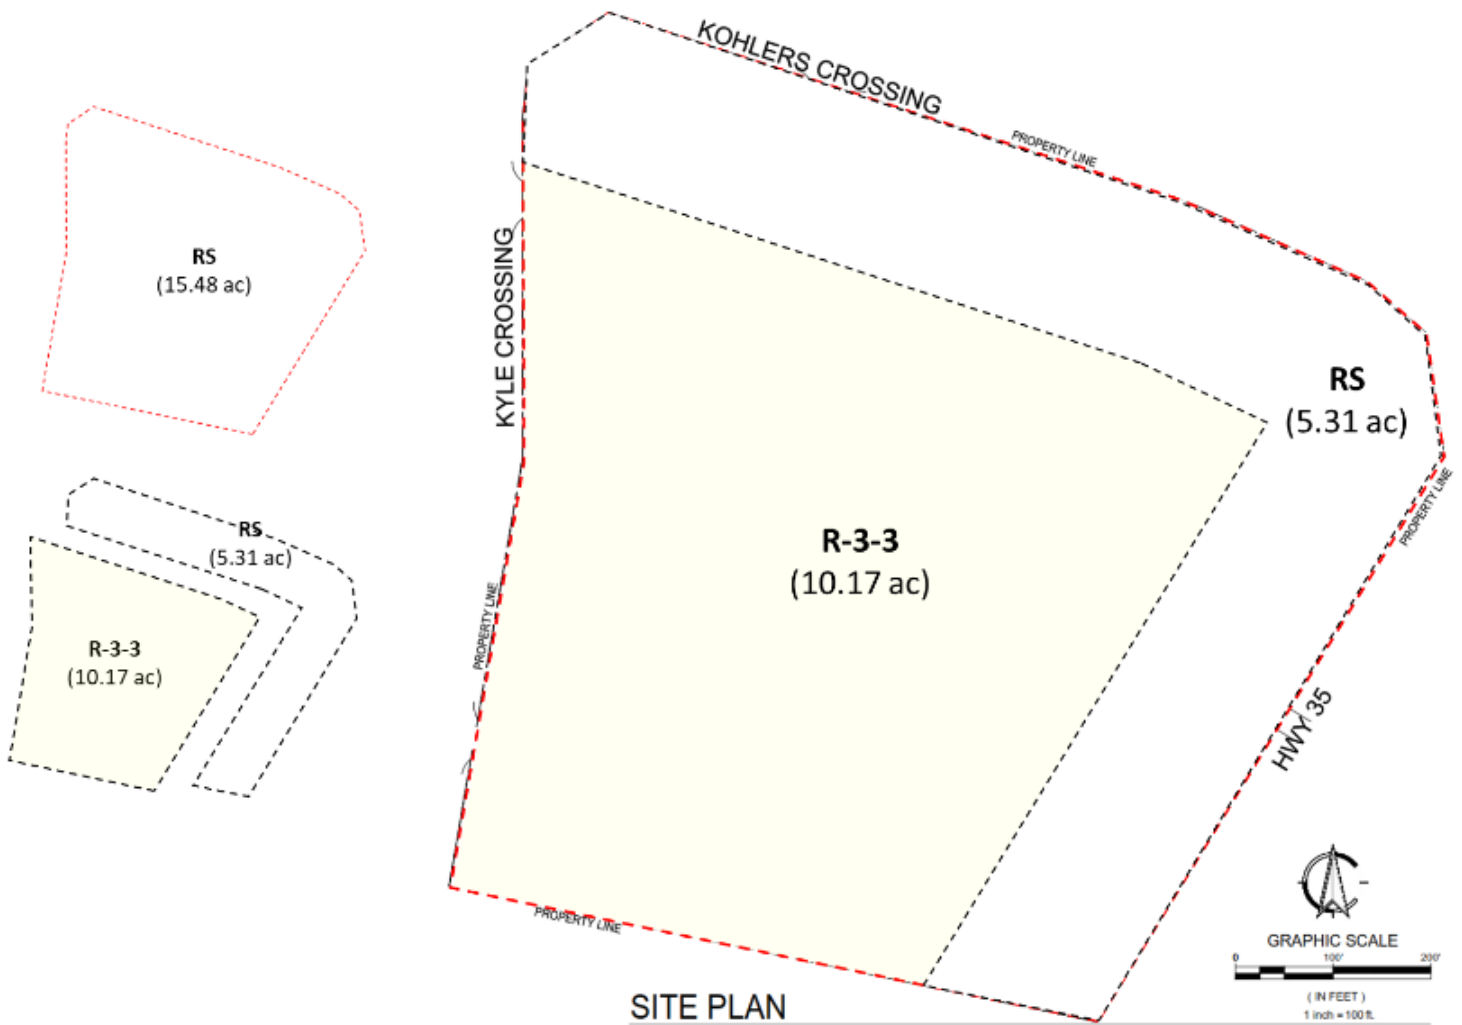 KOHLERS CROSSING
PROPERTY LINE
RS
(15.48 ac)
KYLE CROSSING
RS
(5.31 ac)
PROPERTY LINE
RS
(5.31 ac)
R-3-3
(10.17 ac)
R-3-3
(10.17 ac)
PROPERTY LINE
HWY 35
PROPERTY LINE
GRAPHIC SCALE
0 100' 200'
( IN FEET )
1 inch = 100 ft.
SITE PLAN